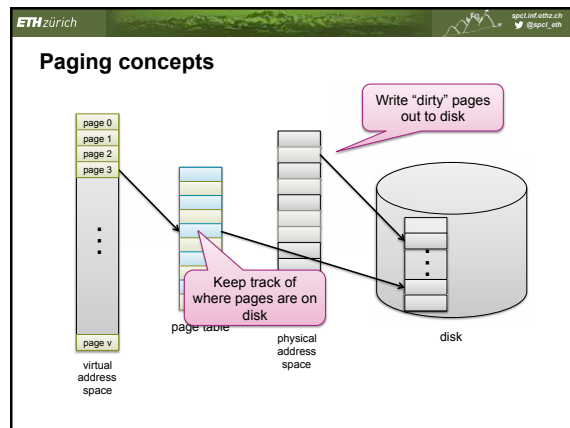 ETH zürich
spcl.inf.ethz.ch
@spcl_eth
Paging concepts
Write “dirty” pages
out to disk
page 0
page 1
page 2
page 3
Keep track of
where pages are on
disk
page table
page v
virtual
address
space
physical
address
space
disk